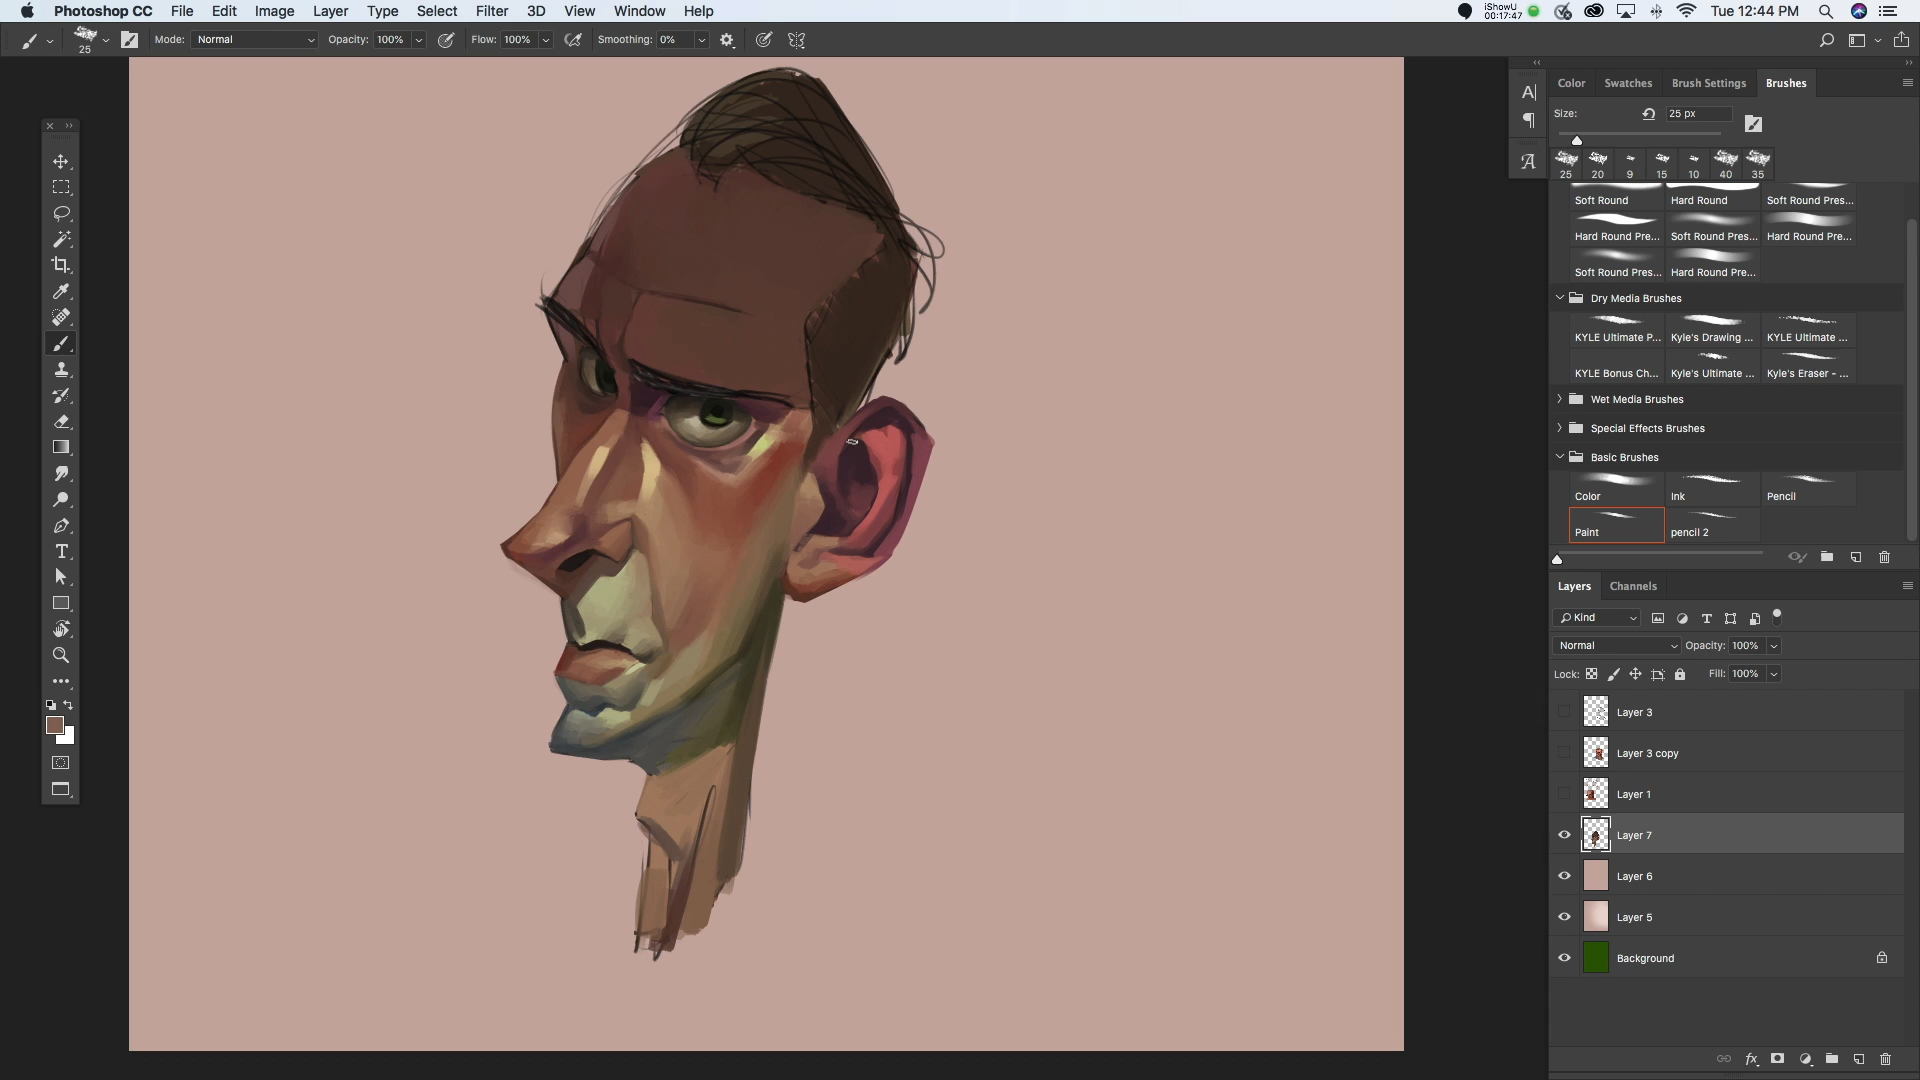 Photoshop CC File Edit Image Layer Type Select Filter 3D View Window Help iShowU 00:17:47 Tue 12:44 PM
25 Mode: Normal Opacity: 100% Flow: 100% Smoothing: 0%
Color Swatches Brush Settings Brushes
Size: 25 px
25 20 9 15 10 40 35
Soft Round Hard Round Soft Round Pres...
Hard Round Pre... Soft Round Pres... Hard Round Pre...
Soft Round Pres... Hard Round Pre...
Dry Media Brushes
KYLE Ultimate P... Kyle's Drawing ... KYLE Ultimate ...
KYLE Bonus Ch... Kyle's Ultimate ... Kyle's Eraser - ...
Wet Media Brushes
Special Effects Brushes
Basic Brushes
Color Ink Pencil
Paint pencil 2
Layers Channels
Kind
Normal Opacity: 100%
Lock: Fill: 100%
Layer 3
Layer 3 copy
Layer 1
Layer 7
Layer 6
Layer 5
Background